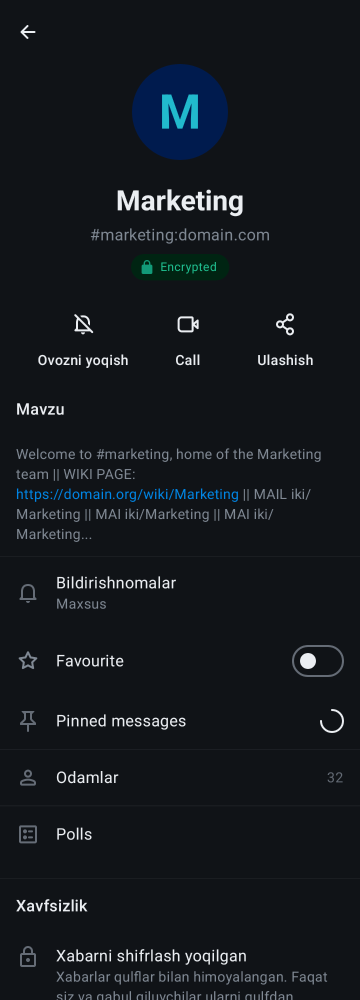 M
Marketing
#marketing:domain.com
Encrypted
Ovozni yoqish
Call
Ulashish
Mavzu
Welcome to #marketing, home of the Marketing
team || WIKI PAGE:
https://domain.org/wiki/Marketing || MAIL iki/
Marketing || MAI iki/Marketing || MAI iki/
Marketing...
Bildirishnomalar
Maxsus
Favourite
Pinned messages
Odamlar
32
Polls
Xavfsizlik
Xabarni shifrlash yoqilgan
Xabarlar qulflar bilan himoyalangan. Faqat
siz va qabul qiluvchilar ularni qulfdan